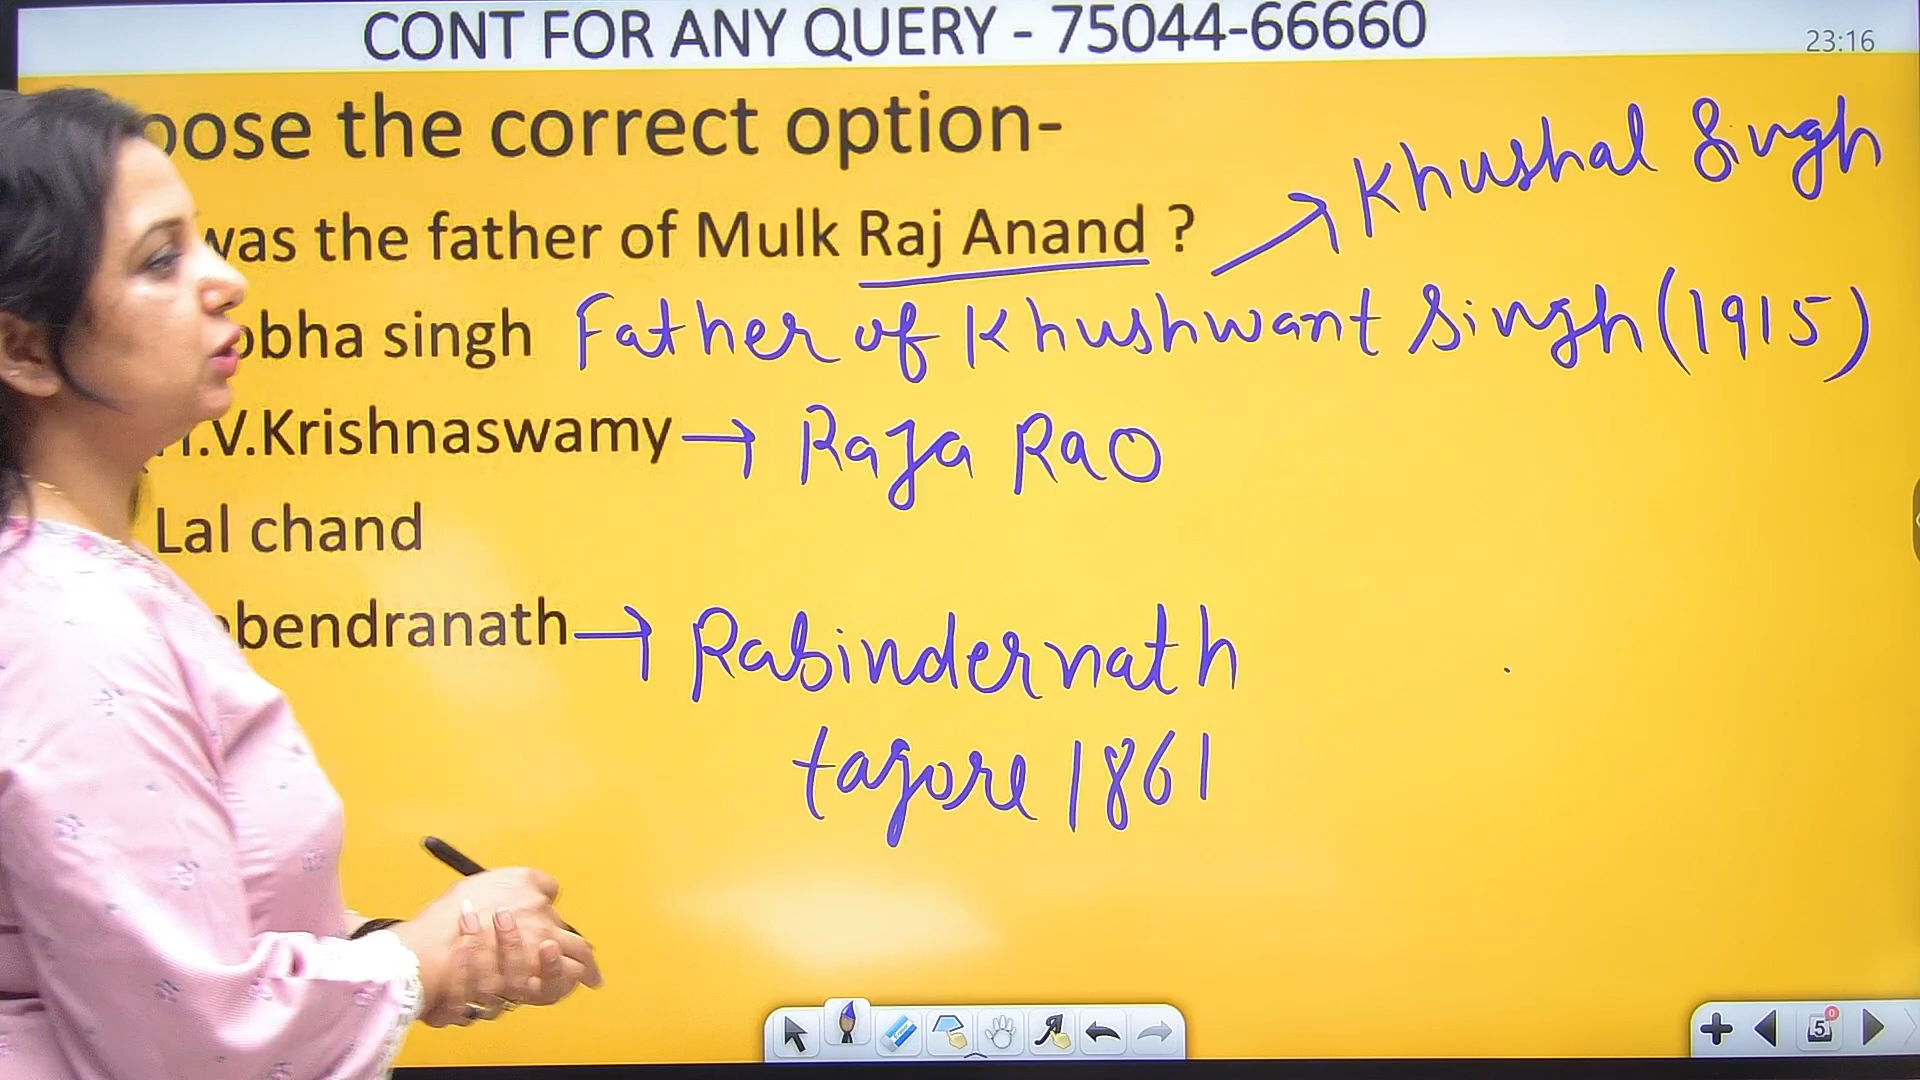 CONT FOR ANY QUERY - 75044-66660
23:16
oose the correct option-
Khushal Singh
was the father of Mulk Raj Anand ?
obha singh Father of Khushwant Singh (1915)
.V.Krishnaswamy → Raja Rao
Lal chand
bendranath → Rabindernath
tagore 1861
5
0